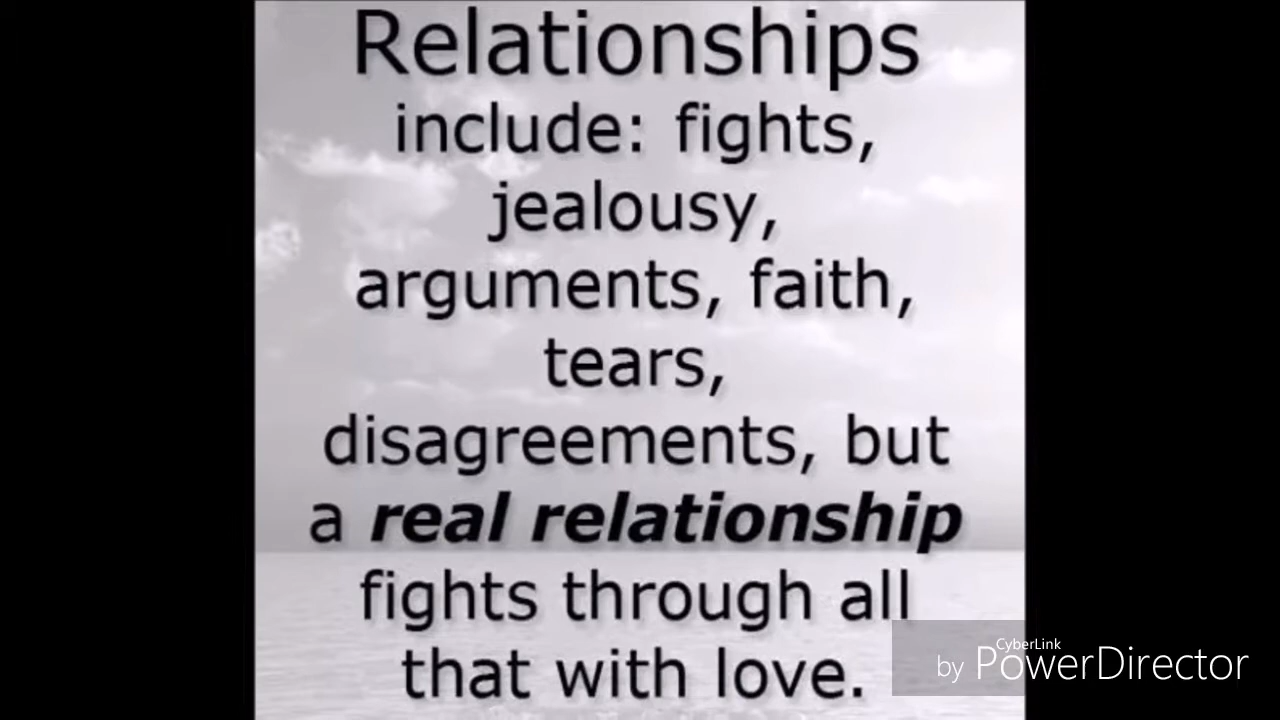 Relationships
include: fights,
jealousy,
arguments, faith,
tears,
disagreements, but
a real relationship
fights through all
that with love.
CyberLink
by PowerDirector